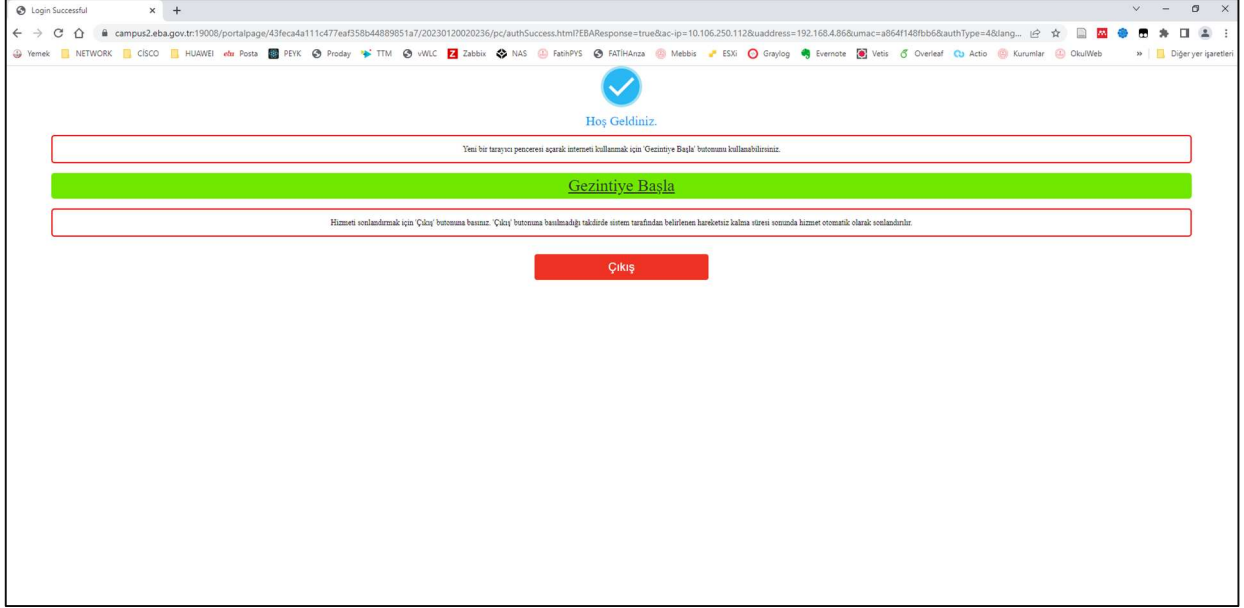 Login Successful
campus2.eba.gov.tr:19008/portalpage/43feca4a111c477eaf358b44889851a7/20230120020236/pc/authSuccess.html?EBAResponse=true&ac-ip=10.106.250.112&uaddress=192.168.4.86&umac=a864f148fbb6&authType=4&lang...
Yemek NETWORK CİSCO HUAWEI eba Posta PEYK Proday TTM vWLC Z Zabbix NAS FatihPYS FATİHAnza Mebbis ESXi Graylog Evernote Vetis Overleaf Actio Kurumlar OkulWeb » Diğer yer işaretleri
Hoş Geldiniz.
Yeni bir tarayıcı penceresi açarak interneti kullanmak için 'Gezintiye Başla' butonunu kullanabilirsiniz.
Gezintiye Başla
Hizmeti sonlandırmak için 'Çıkış' butonuna basınız. 'Çıkış' butonuna basılmadığı takdirde sistem tarafından belirlenen hareketsiz kalma süresi sonunda hizmet otomatik olarak sonlandırılır.
Çıkış